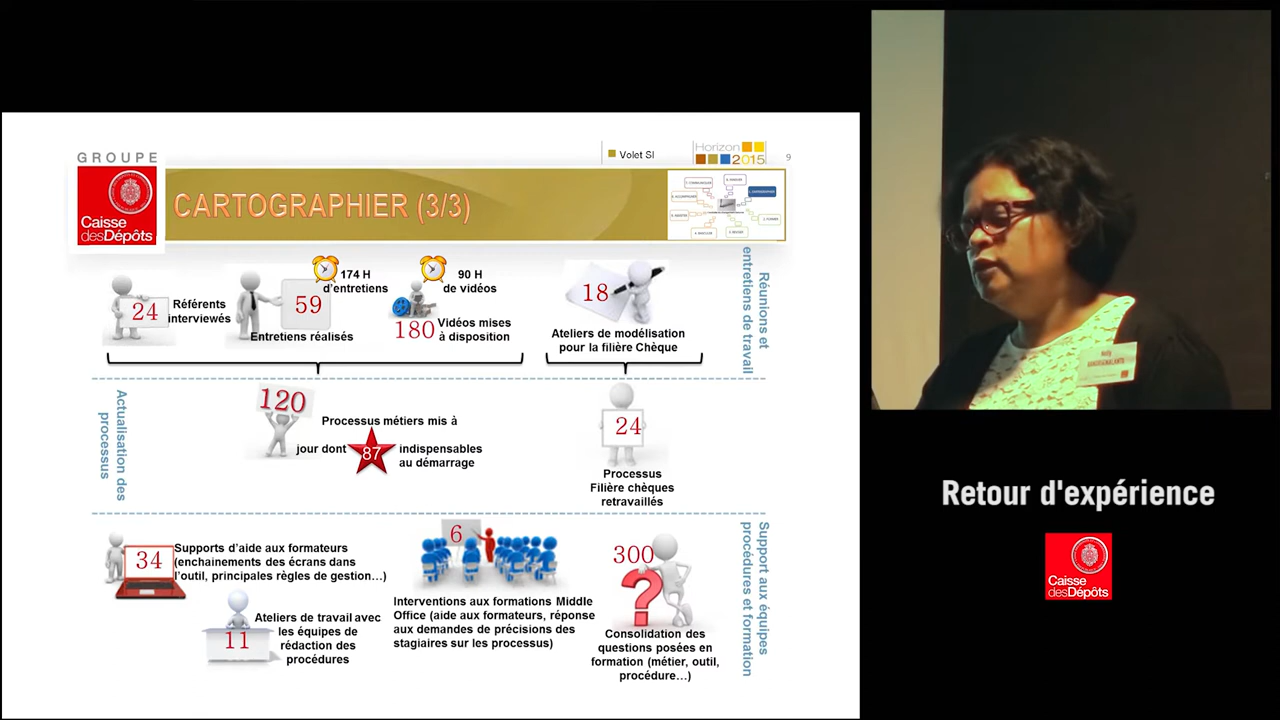 GROUPE
Caisse
desDépôts
Volet SI
Horizon
2015
9
CARTOGRAPHIER (3/3)
24
Référents
interviewés
59
Entretiens réalisés
174 H
d'entretiens
90 H
de vidéos
180
Vidéos mises
à disposition
18
Ateliers de modélisation
pour la filière Chèque
Réunions et
entretiens de travail
Actualisation des
processus
120
Processus métiers mis à
jour dont
87
indispensables
au démarrage
24
Processus
Filière chèques
retravaillés
34
Supports d'aide aux formateurs
(enchainements des écrans dans
l'outil, principales règles de gestion…)
11
Ateliers de travail avec
les équipes de
rédaction des
procédures
6
Interventions aux formations Middle
Office (aide aux formateurs, réponse
aux demandes de précisions des
stagiaires sur les processus)
300
Consolidation des
questions posées en
formation (métier, outil,
procédure…)
Support aux équipes
procédures et formation
Retour d'expérience
Caisse
desDépôts